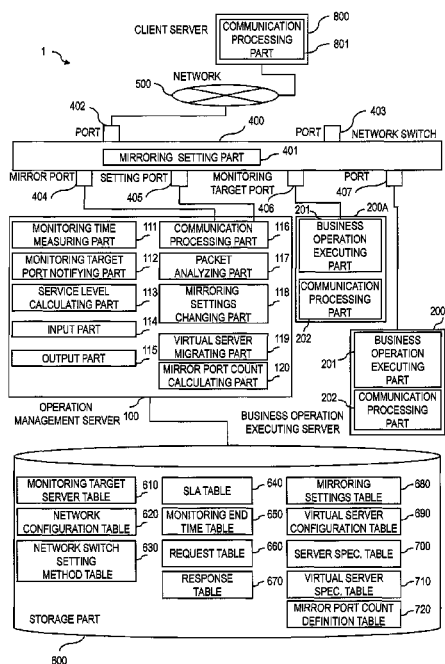 CLIENT SERVER
COMMUNICATION
PROCESSING
PART
800
801
1
NETWORK
500
402
400
403
PORT
PORT
NETWORK SWITCH
MIRRORING SETTING PART
401
MIRROR PORT
SETTING PORT
MONITORING
TARGET PORT
PORT
404
405
406
407
MONITORING TIME
MEASURING PART
111
COMMUNICATION
PROCESSING PART
116
MONITORING TARGET
PORT NOTIFYING PART
112
PACKET
ANALYZING PART
117
SERVICE LEVEL
CALCULATING PART
113
MIRRORING
SETTINGS
CHANGING PART
118
INPUT PART
114
VIRTUAL SERVER
MIGRATING PART
119
OUTPUT PART
115
MIRROR PORT COUNT
CALCULATING PART
120
201
200A
BUSINESS
OPERATION
EXECUTING
PART
COMMUNICATION
PROCESSING PART
202
200
201
BUSINESS
OPERATION
EXECUTING
PART
202
COMMUNICATION
PROCESSING
PART
OPERATION
MANAGEMENT SERVER
100
BUSINESS OPERATION
EXECUTING SERVER
MONITORING TARGET
SERVER TABLE
610
SLA TABLE
640
MIRRORING
SETTINGS TABLE
680
NETWORK
CONFIGURATION TABLE
620
MONITORING END
TIME TABLE
650
VIRTUAL SERVER
CONFIGURATION TABLE
690
NETWORK SWITCH
SETTING
METHOD TABLE
630
REQUEST TABLE
660
SERVER SPEC. TABLE
700
RESPONSE
TABLE
670
VIRTUAL SERVER
SPEC. TABLE
710
MIRROR PORT COUNT
DEFINITION TABLE
720
STORAGE PART
600